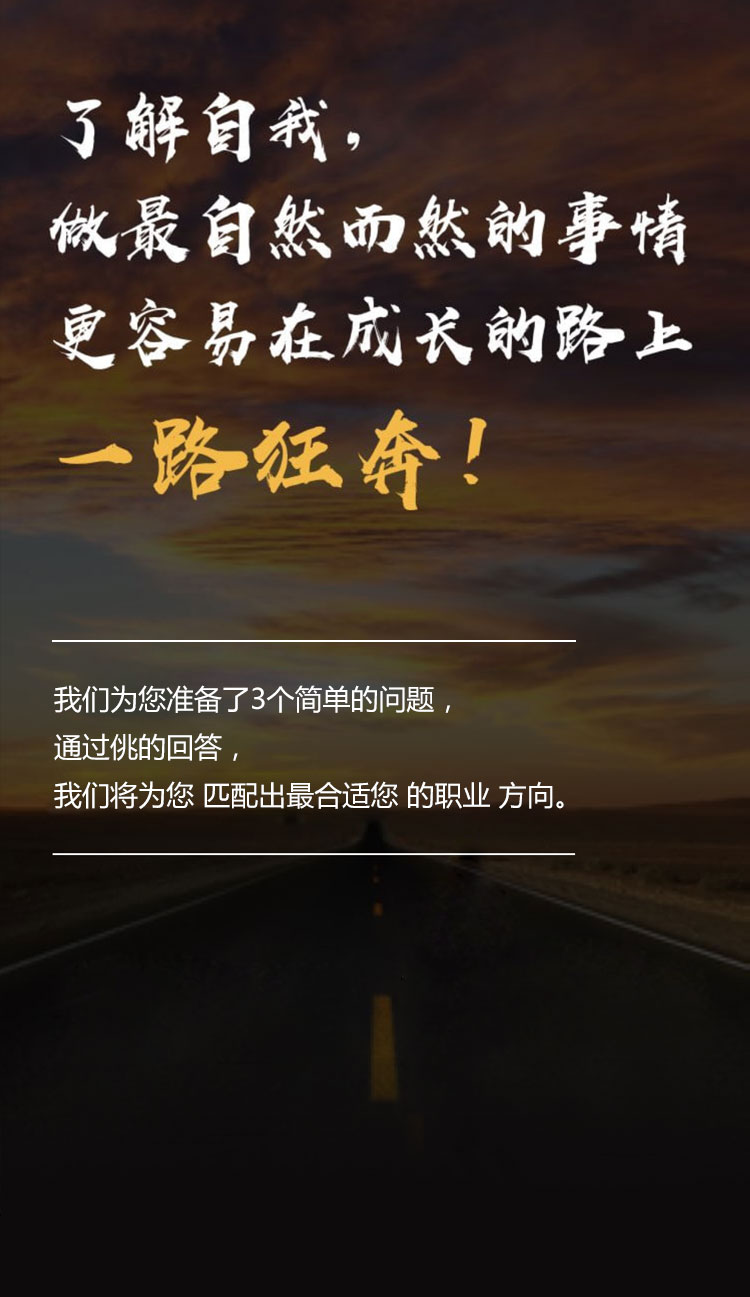 了解自我，
做最自然而然的事情
更容易在成长的路上
一路狂奔！
我们为您准备了3个简单的问题，
通过佻的回答，
我们将为您 匹配出最合适您 的职业 方向。